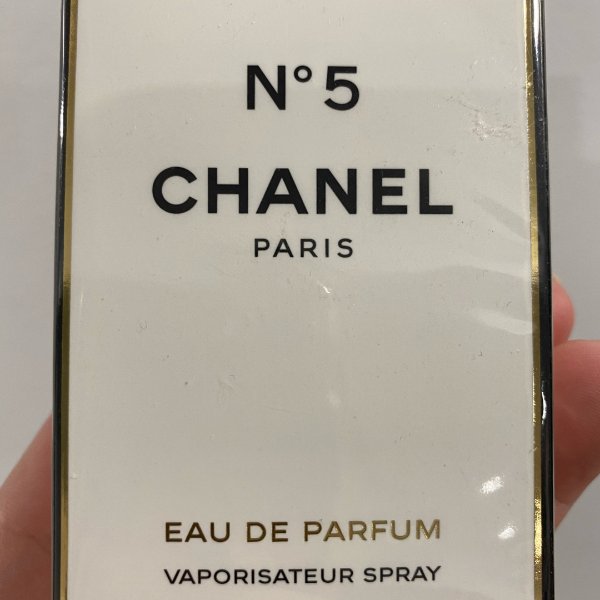 N°5
CHANEL
PARIS
EAU DE PARFUM
VAPORISATEUR SPRAY